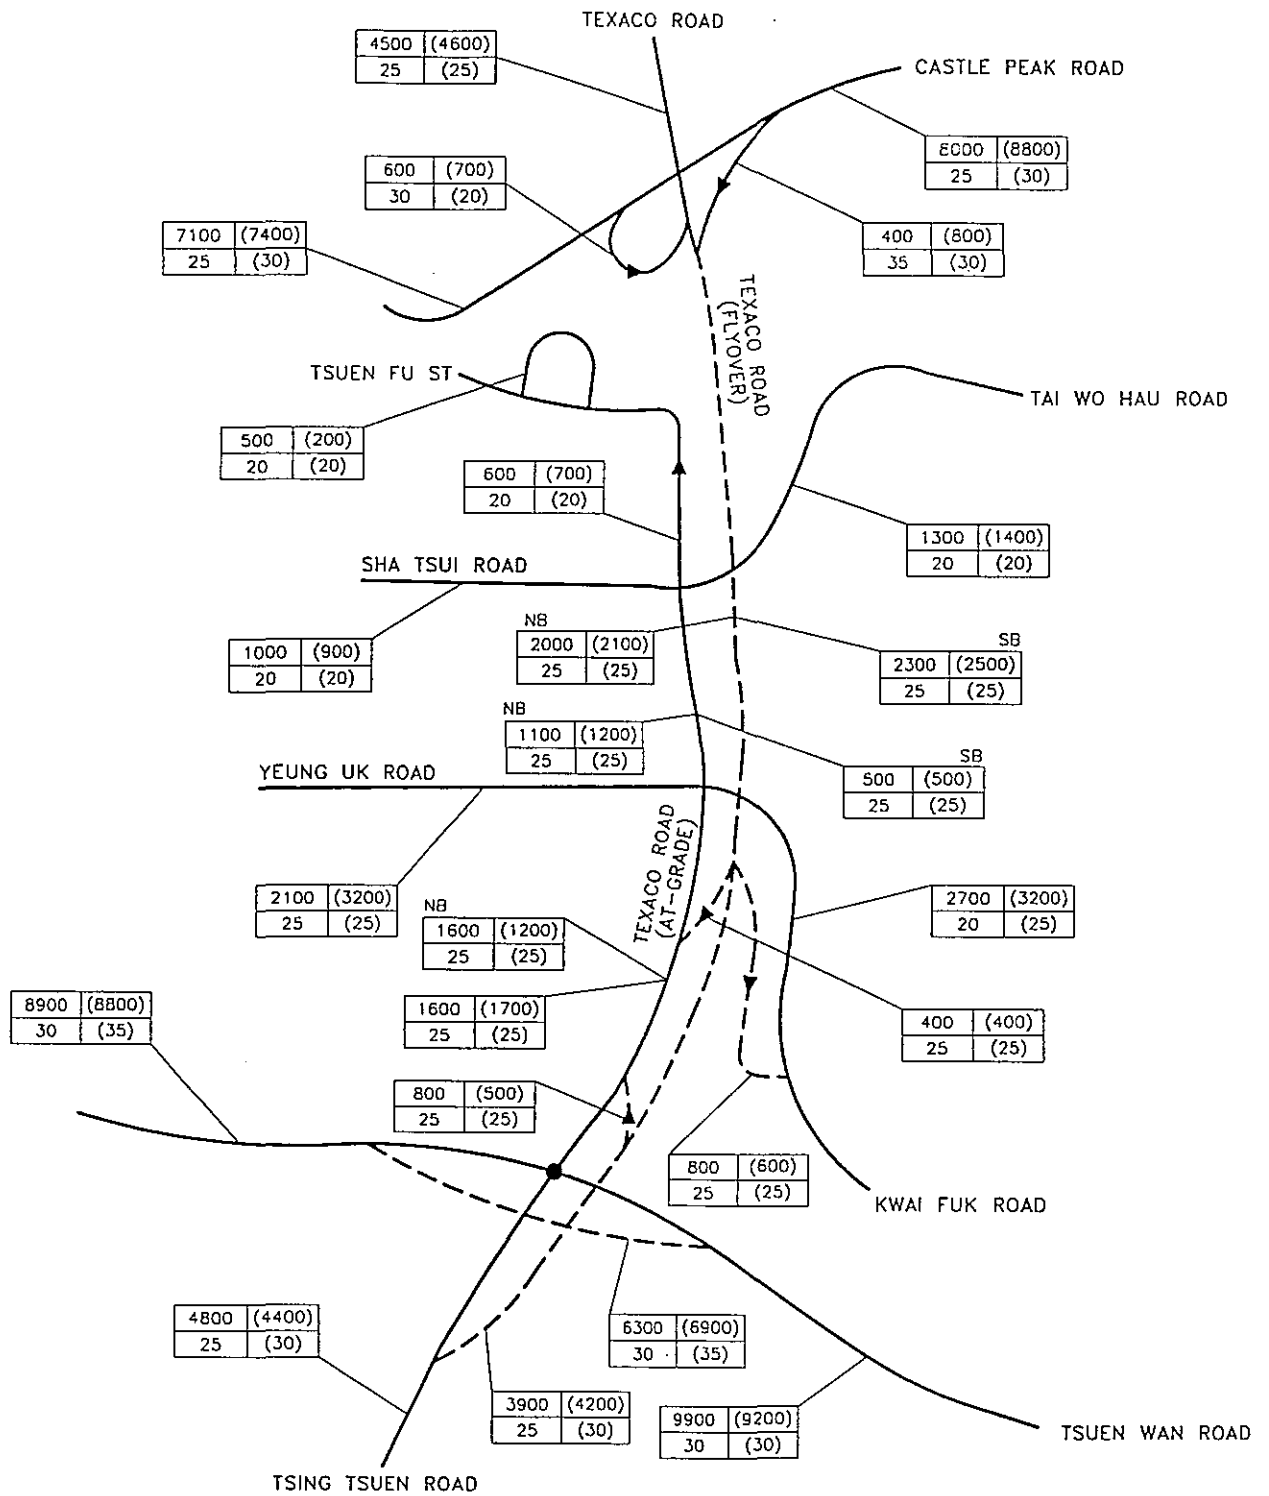 TEXACO ROAD
4500 (4600)
25 (25)
CASTLE PEAK ROAD
8000 (8800)
25 (30)
600 (700)
30 (20)
7100 (7400)
25 (30)
400 (800)
35 (30)
TEXACO ROAD
(FLYOVER)
TSUEN FU ST
TAI WO HAU ROAD
500 (200)
20 (20)
600 (700)
20 (20)
1300 (1400)
20 (20)
SHA TSUI ROAD
NB
2000 (2100)
25 (25)
SB
2300 (2500)
25 (25)
1000 (900)
20 (20)
NB
1100 (1200)
25 (25)
SB
500 (500)
25 (25)
YEUNG UK ROAD
TEXACO ROAD
(AT-GRADE)
2100 (3200)
25 (25)
2700 (3200)
20 (25)
NB
1600 (1200)
25 (25)
8900 (8800)
30 (35)
1600 (1700)
25 (25)
400 (400)
25 (25)
800 (500)
25 (25)
800 (600)
25 (25)
KWAI FUK ROAD
4800 (4400)
25 (30)
6300 (6900)
30 (35)
3900 (4200)
25 (30)
9900 (9200)
30 (30)
TSUEN WAN ROAD
TSING TSUEN ROAD